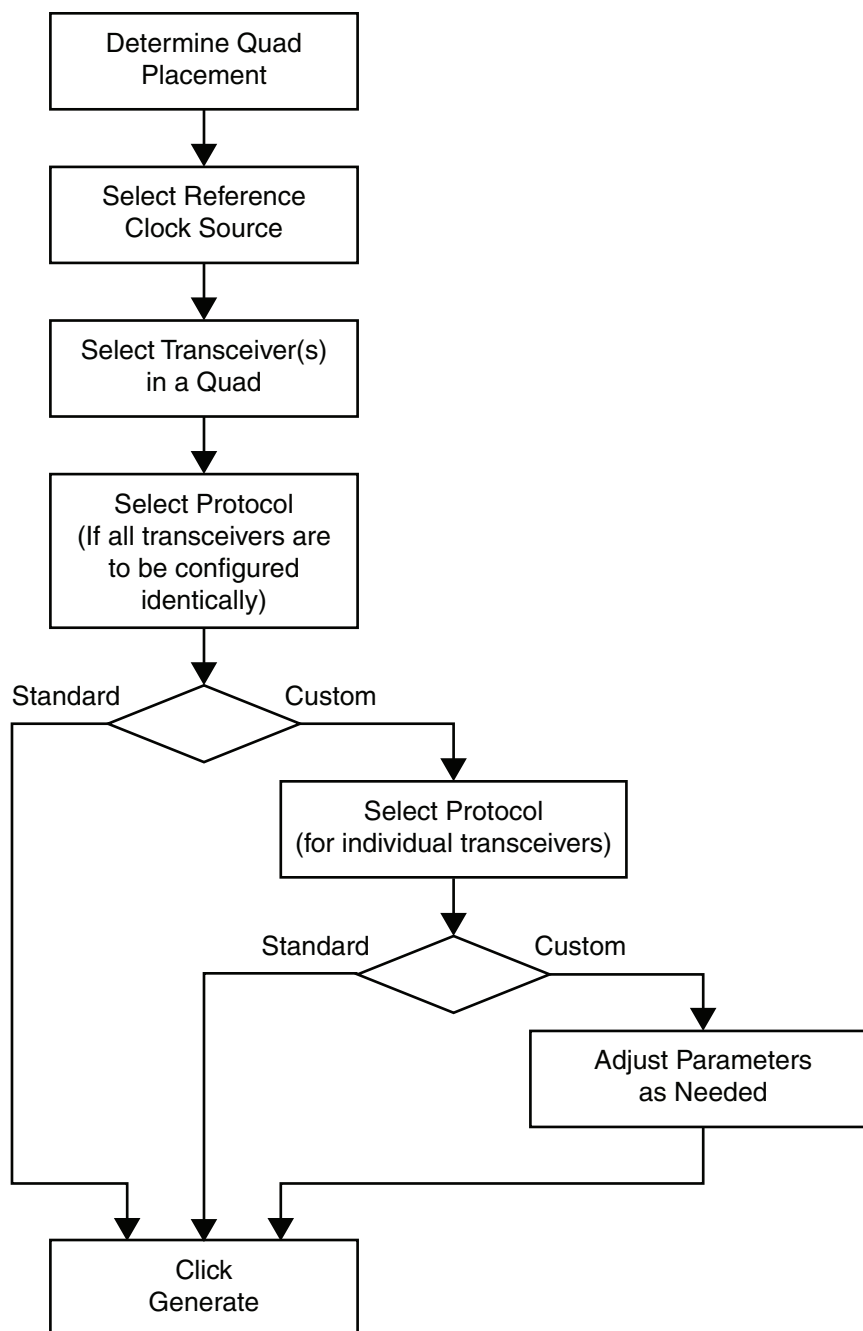 Determine Quad
Placement
Select Reference
Clock Source
Select Transceiver(s)
in a Quad
Select Protocol
(If all transceivers are
to be configured
identically)
Standard
Custom
Select Protocol
(for individual transceivers)
Standard
Custom
Adjust Parameters
as Needed
Click
Generate